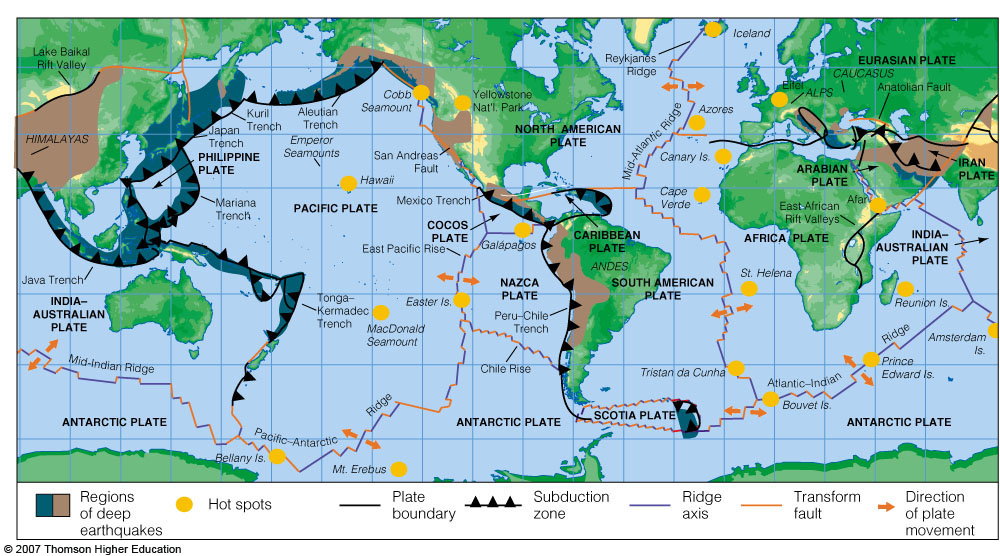 Lake Baikal
Rift Valley
HIMALAYAS
Japan
Trench
Kuril
Trench
PHILIPPINE
PLATE
Mariana
Trench
Java Trench
Aleutian
Trench
Emperor
Seamounts
Hawaii
PACIFIC PLATE
Cobb
Seamount
Yellowstone
Nat'l. Park
San Andreas
Fault
Mexico Trench
NORTH AMERICAN
PLATE
Reykjanes
Ridge
Iceland
Azores
Mid-Atlantic Ridge
Canary Is.
Cape
Verde
EURASIAN PLATE
CAUCASUS
Eifel
ALPS
Anatolian Fault
ARABIAN
PLATE
IRAN
PLATE
Afar
East-African
Rift Valleys
AFRICA PLATE
INDIA–
AUSTRALIAN
PLATE
COCOS
PLATE
Galápagos
CARIBBEAN
PLATE
East Pacific Rise
Easter Is.
NAZCA
PLATE
ANDES
SOUTH AMERICAN
PLATE
Peru–Chile
Trench
Chile Rise
St. Helena
Reunion Is.
Amsterdam
Is.
INDIA–
AUSTRALIAN
PLATE
Tonga–
Kermadec
Trench
MacDonald
Seamount
Mid-Indian Ridge
Tristan da Cunha
Atlantic–Indian
Ridge
Prince
Edward Is.
Bouvet Is.
ANTARCTIC PLATE
Pacific–Antarctic
Ridge
Bellany Is.
Mt. Erebus
ANTARCTIC PLATE
SCOTIA PLATE
ANTARCTIC PLATE
Regions
of deep
earthquakes
Hot spots
Plate
boundary
Subduction
zone
Ridge
axis
Transform
fault
Direction
of plate
movement
© 2007 Thomson Higher Education